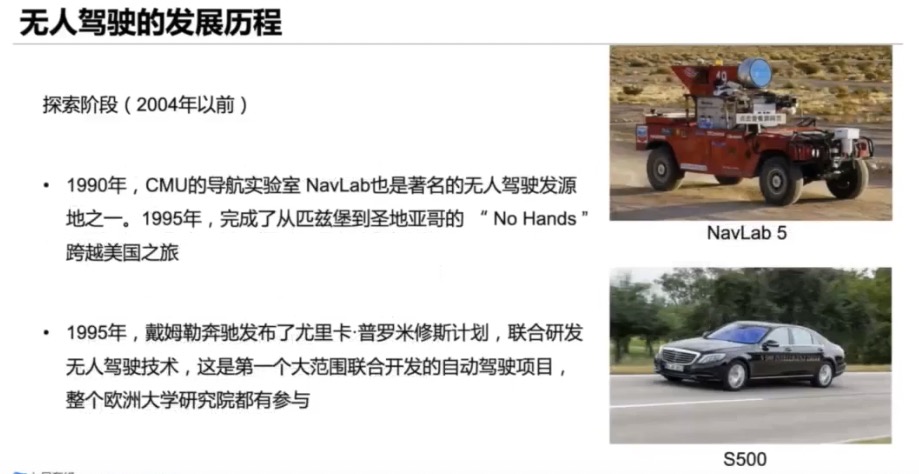 无人驾驶的发展历程
探索阶段（2004年以前）
• 1990年，CMU的导航实验室 NavLab也是著名的无人驾驶发源
地之一。1995年，完成了从匹兹堡到圣地亚哥的 “No Hands”
跨越美国之旅
NavLab 5
• 1995年，戴姆勒奔驰发布了尤里卡·普罗米修斯计划，联合研发
无人驾驶技术，这是第一个大范围联合开发的自动驾驶项目，
整个欧洲大学研究院都有参与
S500